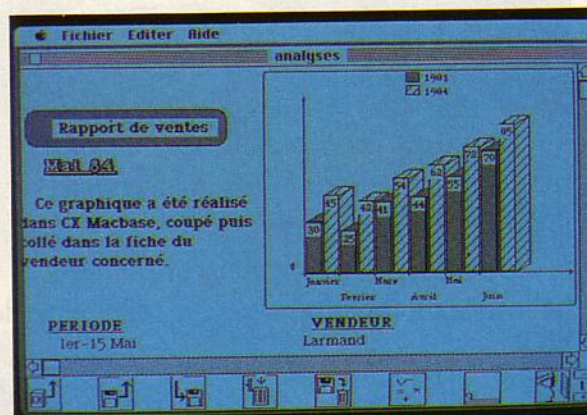 Fichier Editer Aide
analyses
1983
1984
Rapport de ventes
Mai 84
Ce graphique a été réalisé
dans CX Macbase, coupé puis
collé dans la fiche du
vendeur concerné.
30 45 25 42 41 54 44 62 55 72 70 95
0
Janvier Mars Mai
Fevrier Avril Juin
PERIODE
1er-15 Mai
VENDEUR
Larmand